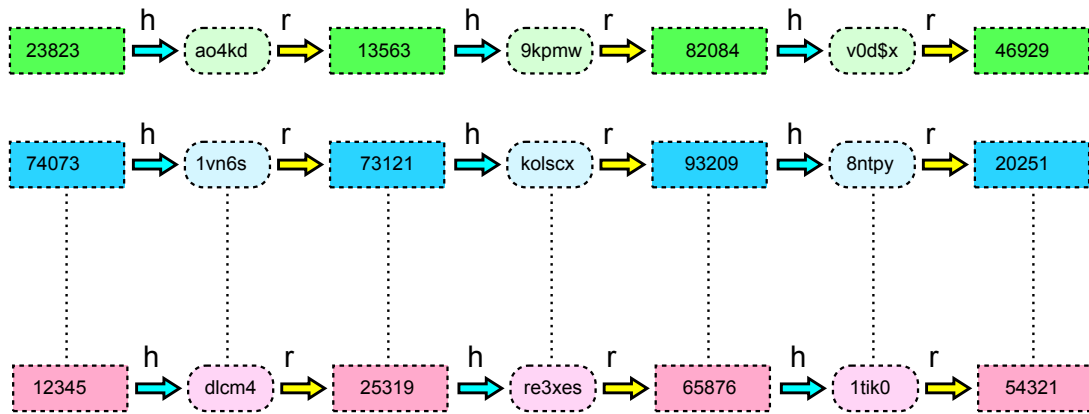 h r h r h r
23823 ao4kd 13563 9kpmw 82084 v0d$x 46929
h r h r h r
74073 1vn6s 73121 kolscx 93209 8ntpy 20251
h r h r h r
12345 dlcm4 25319 re3xes 65876 1tik0 54321